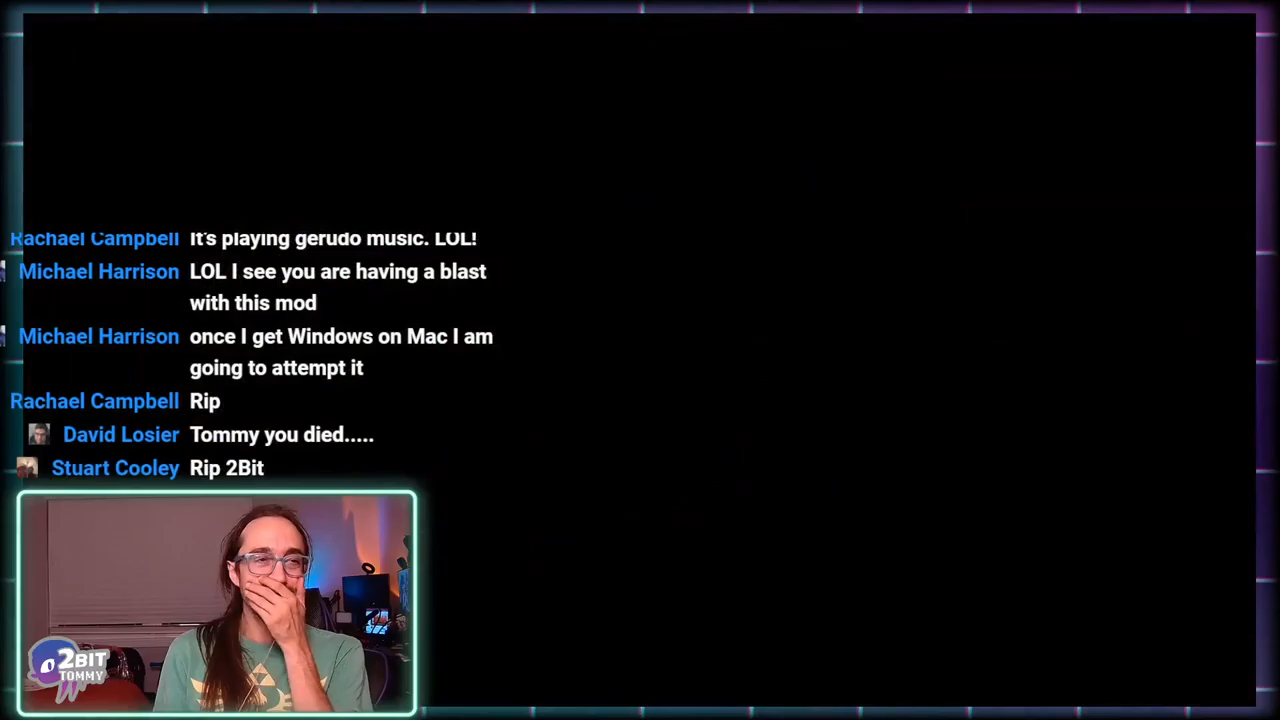 Rachael Campbell It's playing gerudo music. LOL!
Michael Harrison LOL I see you are having a blast
with this mod
Michael Harrison once I get Windows on Mac I am
going to attempt it
Rachael Campbell Rip
David Losier Tommy you died.....
Stuart Cooley Rip 2Bit
2BIT
TOMMY